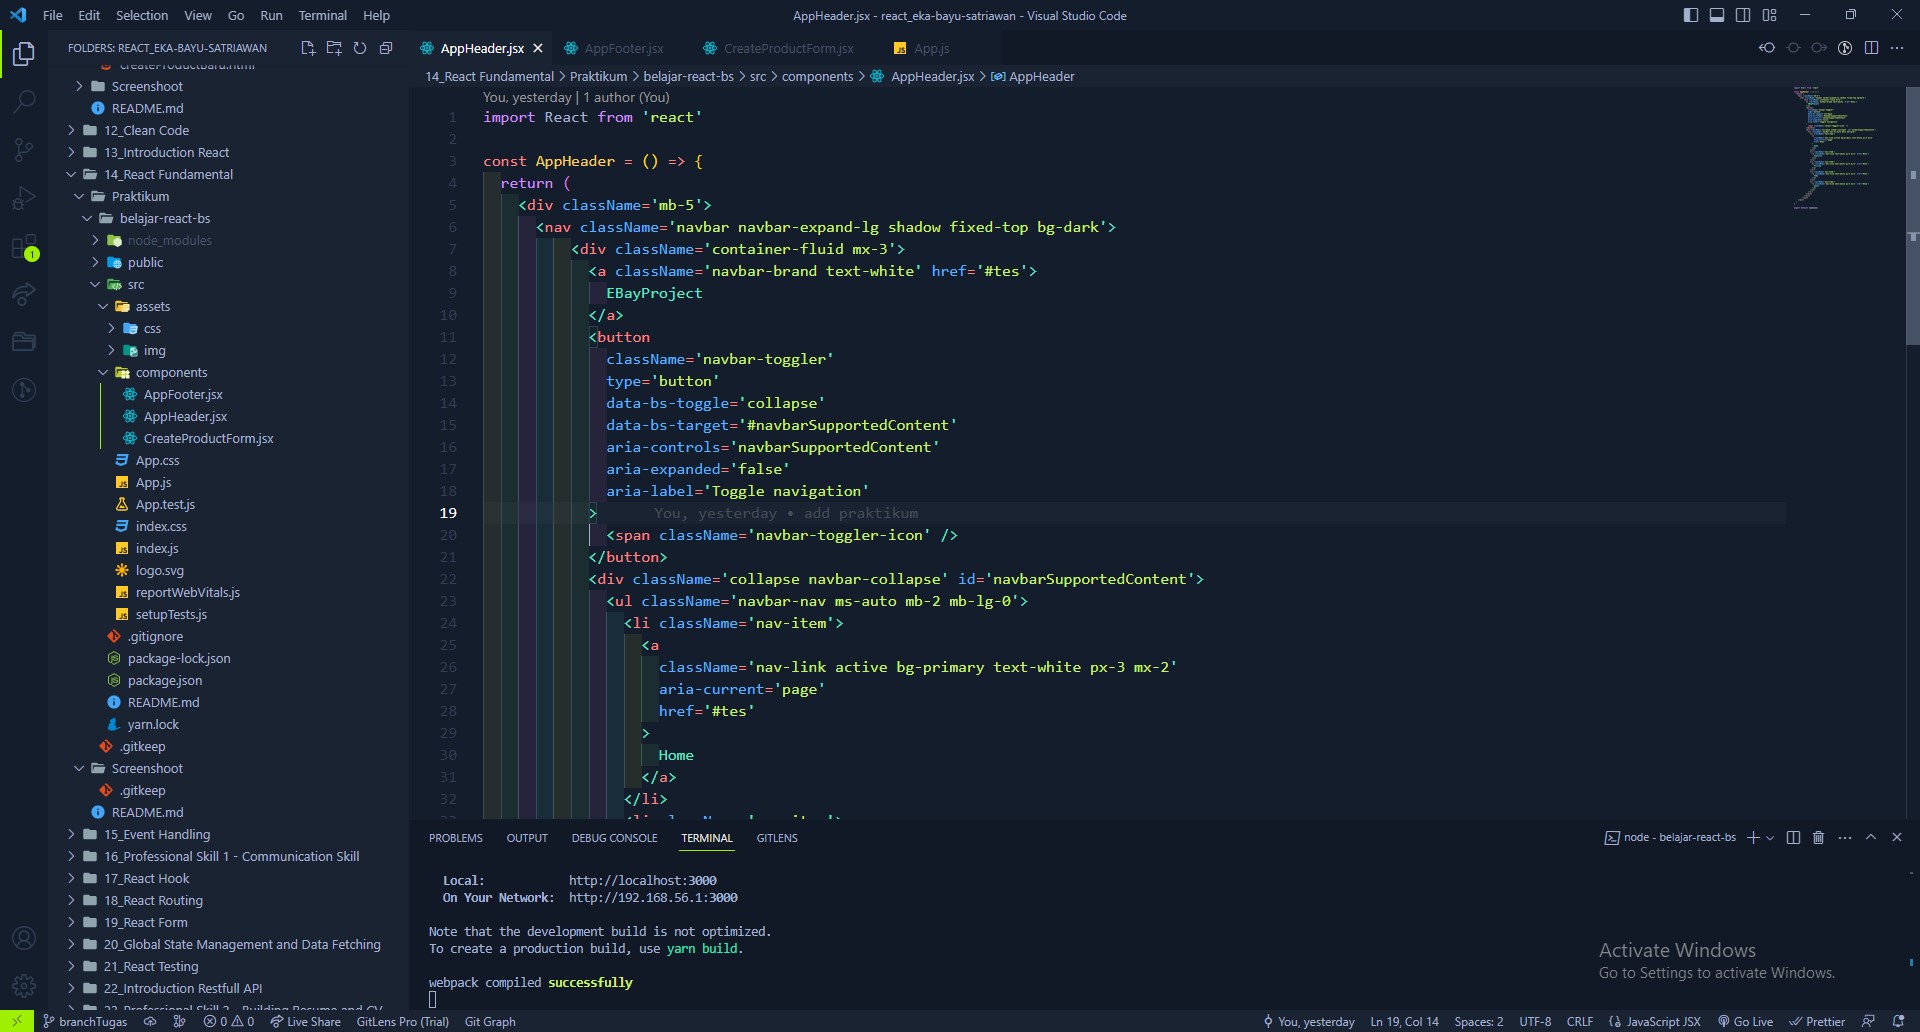 File Edit Selection View Go Run Terminal Help
AppHeader.jsx - react_eka-bayu-satriawan - Visual Studio Code
FOLDERS: REACT_EKA-BAYU-SATRIAWAN
createProductBaru.html
Screenshoot
README.md
12_Clean Code
13_Introduction React
14_React Fundamental
Praktikum
belajar-react-bs
node_modules
public
src
assets
css
img
components
AppFooter.jsx
AppHeader.jsx
CreateProductForm.jsx
App.css
App.js
App.test.js
index.css
index.js
logo.svg
reportWebVitals.js
setupTests.js
.gitignore
package-lock.json
package.json
README.md
yarn.lock
.gitkeep
Screenshoot
.gitkeep
README.md
15_Event Handling
16_Professional Skill 1 - Communication Skill
17_React Hook
18_React Routing
19_React Form
20_Global State Management and Data Fetching
21_React Testing
22_Introduction Restfull API
23_Professional Skill 2 - Building Resume and CV
1
AppHeader.jsx AppFooter.jsx CreateProductForm.jsx App.js
14_React Fundamental > Praktikum > belajar-react-bs > src > components > AppHeader.jsx > AppHeader
You, yesterday | 1 author (You)
1 import React from 'react'
2
3 const AppHeader = () => {
4 return (
5 <div className='mb-5'>
6 <nav className='navbar navbar-expand-lg shadow fixed-top bg-dark'>
7 <div className='container-fluid mx-3'>
8 <a className='navbar-brand text-white' href='#tes'>
9 EBayProject
10 </a>
11 <button
12 className='navbar-toggler'
13 type='button'
14 data-bs-toggle='collapse'
15 data-bs-target='#navbarSupportedContent'
16 aria-controls='navbarSupportedContent'
17 aria-expanded='false'
18 aria-label='Toggle navigation'
19 > You, yesterday • add praktikum
20 <span className='navbar-toggler-icon' />
21 </button>
22 <div className='collapse navbar-collapse' id='navbarSupportedContent'>
23 <ul className='navbar-nav ms-auto mb-2 mb-lg-0'>
24 <li className='nav-item'>
25 <a
26 className='nav-link active bg-primary text-white px-3 mx-2'
27 aria-current='page'
28 href='#tes'
29 >
30 Home
31 </a>
32 </li>
PROBLEMS OUTPUT DEBUG CONSOLE TERMINAL GITLENS
node - belajar-react-bs
Local: http://localhost:3000
On Your Network: http://192.168.56.1:3000
Note that the development build is not optimized.
To create a production build, use yarn build.
webpack compiled successfully
Activate Windows
Go to Settings to activate Windows.
branchTugas 0 0 Live Share GitLens Pro (Trial) Git Graph You, yesterday Ln 19, Col 14 Spaces: 2 UTF-8 CRLF JavaScript JSX Go Live Prettier